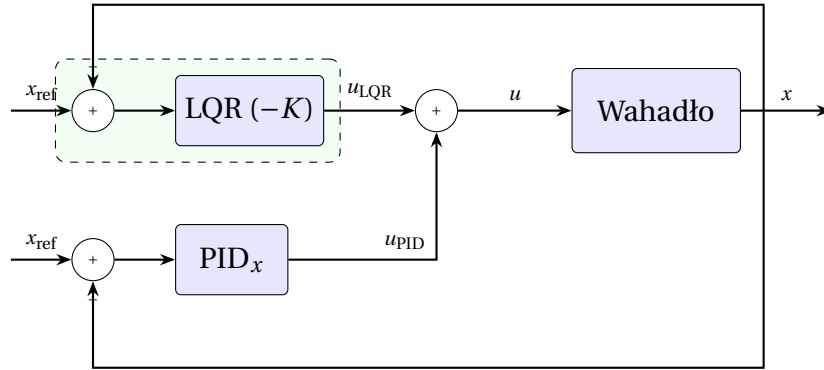 −
x_ref
+
LQR (−K)
u_LQR
+
u
Wahadło
x
x_ref
+
PID_x
u_PID
−